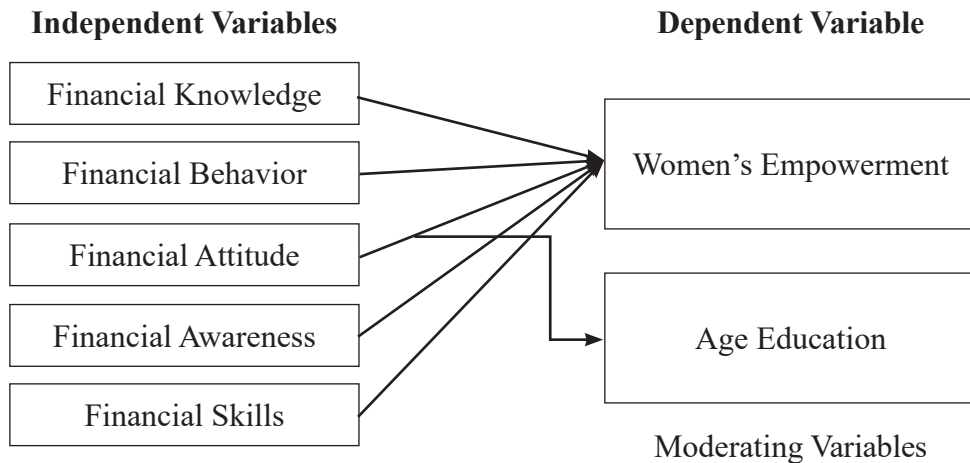 Independent Variables
Financial Knowledge
Financial Behavior
Financial Attitude
Financial Awareness
Financial Skills
Dependent Variable
Women’s Empowerment
Age Education
Moderating Variables